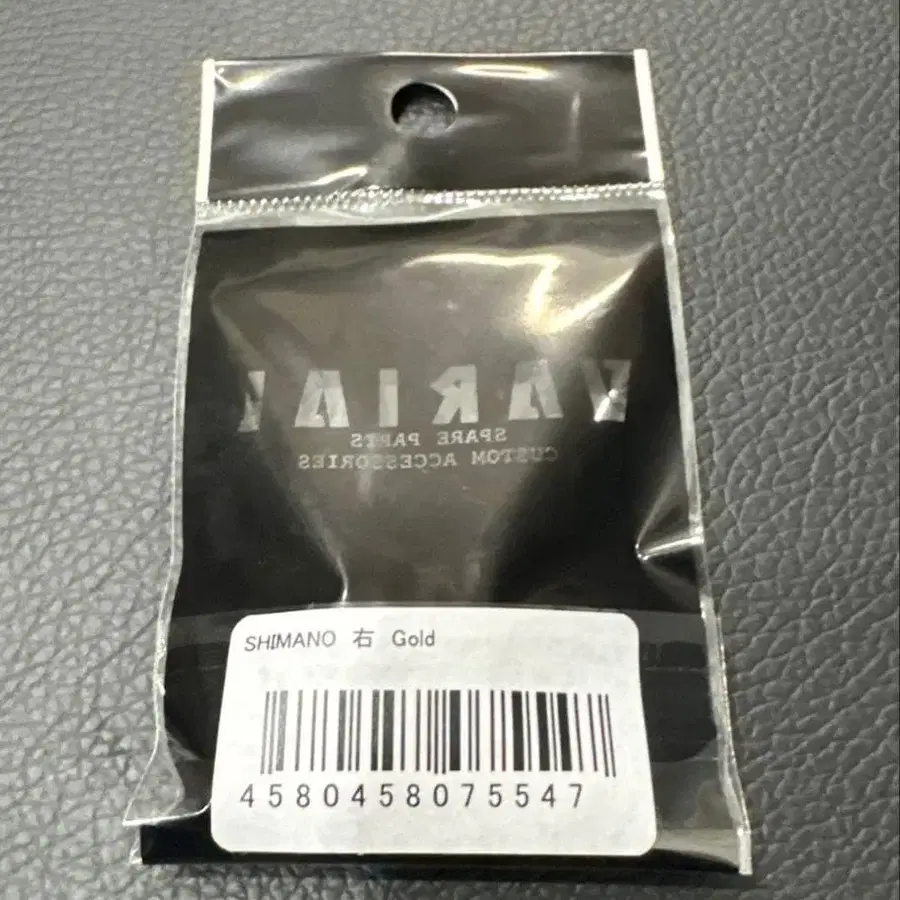 VARIAL
SPARE PARTS
CUSTOM ACCESSORIES
SHIMANO 右 Gold
4580458075547